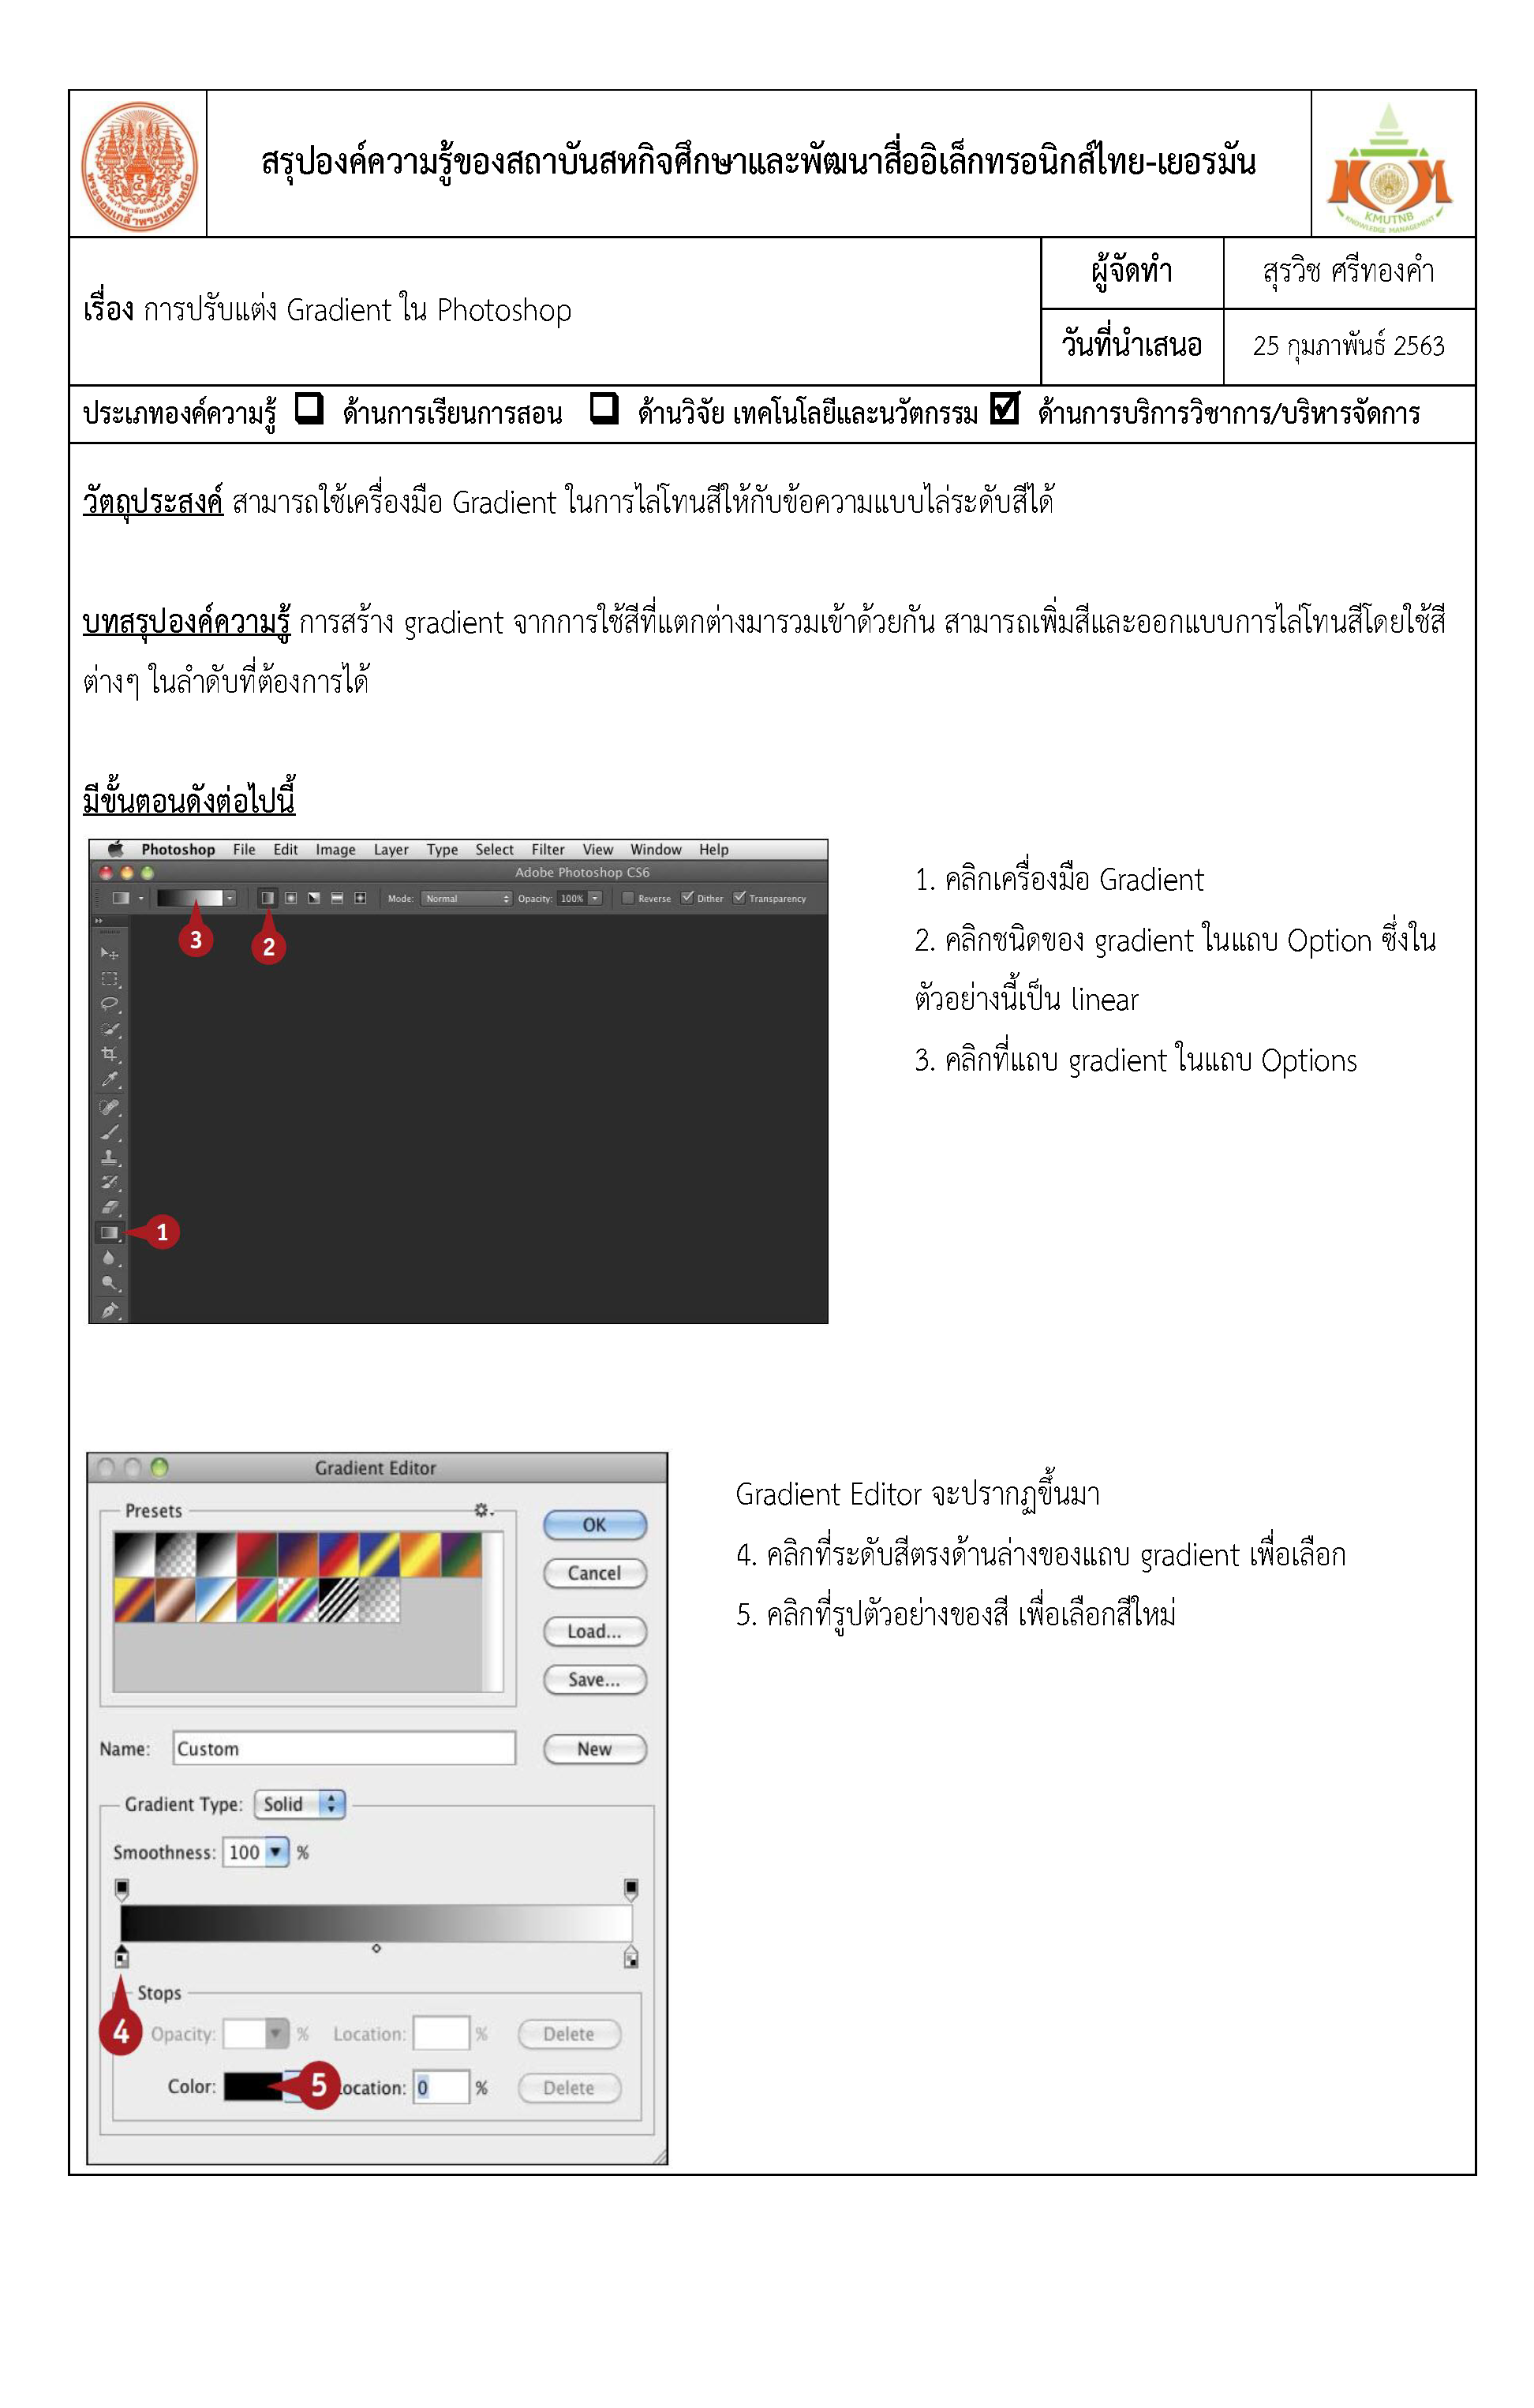 สรุปองค์ความรู้ของสถาบันสหกิจศึกษาและพัฒนาสื่ออิเล็กทรอนิกส์ไทย-เยอรมัน
KMUTNB
KNOWLEDGE MANAGEMENT
เรื่อง การปรับแต่ง Gradient ใน Photoshop
ผู้จัดทำ
สุรวิช ศรีทองคำ
วันที่นำเสนอ
25 กุมภาพันธ์ 2563
ประเภทองค์ความรู้ ❑ ด้านการเรียนการสอน ❑ ด้านวิจัย เทคโนโลยีและนวัตกรรม ☑ ด้านการบริการวิชาการ/บริหารจัดการ
วัตถุประสงค์ สามารถใช้เครื่องมือ Gradient ในการไล่โทนสีให้กับข้อความแบบไล่ระดับสีได้
บทสรุปองค์ความรู้ การสร้าง gradient จากการใช้สีที่แตกต่างมารวมเข้าด้วยกัน สามารถเพิ่มสีและออกแบบการไล่โทนสีโดยใช้สี
ต่างๆ ในลำดับที่ต้องการได้
มีขั้นตอนดังต่อไปนี้
Photoshop File Edit Image Layer Type Select Filter View Window Help
Adobe Photoshop CS6
Mode: Normal Opacity: 100% Reverse Dither Transparency
3
2
1
1. คลิกเครื่องมือ Gradient
2. คลิกชนิดของ gradient ในแถบ Option ซึ่งใน
ตัวอย่างนี้เป็น linear
3. คลิกที่แถบ gradient ในแถบ Options
Gradient Editor
Presets
OK
Cancel
Load...
Save...
Name: Custom
New
Gradient Type: Solid
Smoothness: 100 %
Stops
4
Opacity: % Location: % Delete
Color: 5 ocation: 0 % Delete
Gradient Editor จะปรากฏขึ้นมา
4. คลิกที่ระดับสีตรงด้านล่างของแถบ gradient เพื่อเลือก
5. คลิกที่รูปตัวอย่างของสี เพื่อเลือกสีใหม่